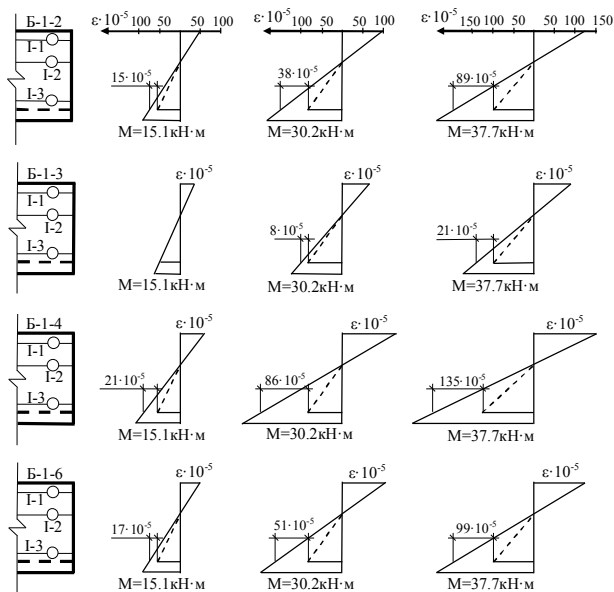 Б-1-2
I-1
I-2
I-3
ε·10⁻⁵
100 50 50 100
15·10⁻⁵
M=15.1кН·м
ε·10⁻⁵
100 50 50 100
38·10⁻⁵
M=30.2кН·м
ε·10⁻⁵
150 100 50 50 100 150
89·10⁻⁵
M=37.7кН·м
Б-1-3
I-1
I-2
I-3
ε·10⁻⁵
M=15.1кН·м
ε·10⁻⁵
8·10⁻⁵
M=30.2кН·м
ε·10⁻⁵
21·10⁻⁵
M=37.7кН·м
Б-1-4
I-1
I-2
I-3
ε·10⁻⁵
21·10⁻⁵
M=15.1кН·м
ε·10⁻⁵
86·10⁻⁵
M=30.2кН·м
ε·10⁻⁵
135·10⁻⁵
M=37.7кН·м
Б-1-6
I-1
I-2
I-3
ε·10⁻⁵
17·10⁻⁵
M=15.1кН·м
ε·10⁻⁵
51·10⁻⁵
M=30.2кН·м
ε·10⁻⁵
99·10⁻⁵
M=37.7кН·м